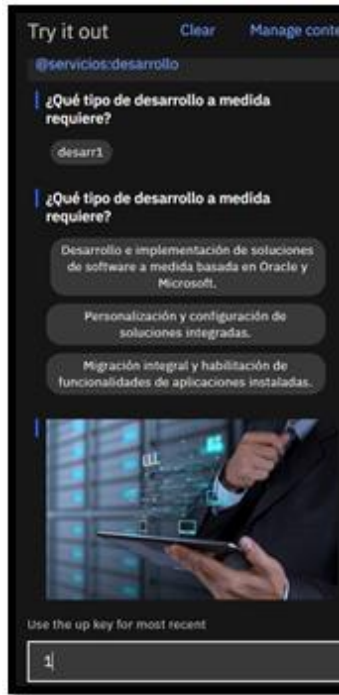 Try it out Clear Manage conte
@servicios:desarrollo
¿Qué tipo de desarrollo a medida
requiere?
desarr1
¿Qué tipo de desarrollo a medida
requiere?
Desarrollo e implementación de soluciones
de software a medida basada en Oracle y
Microsoft.
Personalización y configuración de
soluciones integradas.
Migración integral y habilitación de
funcionalidades de aplicaciones instaladas.
Use the up key for most recent
1